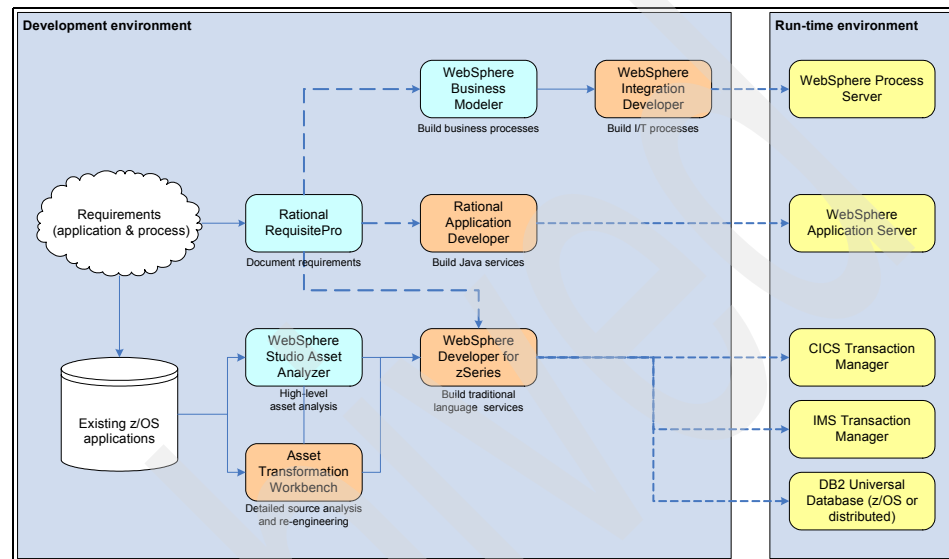 Development environment
Run-time environment
WebSphere
Business
Modeler
Build business processes
WebSphere
Integration
Developer
Build I/T processes
WebSphere Process
Server
Requirements
(application & process)
Rational
RequisitePro
Document requirements
Rational
Application
Developer
Build Java services
WebSphere
Application Server
Existing z/OS
applications
WebSphere
Studio Asset
Analyzer
High-level
asset analysis
WebSphere
Developer for
zSeries
Build traditional
language services
CICS Transaction
Manager
IMS Transaction
Manager
Asset
Transformation
Workbench
Detailed source analysis
and re-engineering
DB2 Universal
Database (z/OS or
distributed)